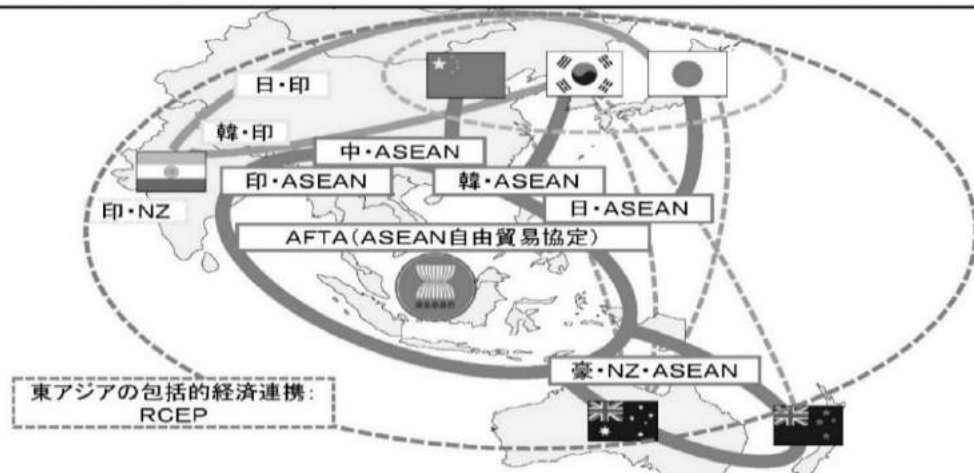 日・印
韓・印
中・ASEAN
印・ASEAN
韓・ASEAN
印・NZ
日・ASEAN
AFTA(ASEAN自由貿易協定)
asean
豪・NZ・ASEAN
東アジアの包括的経済連携:
RCEP